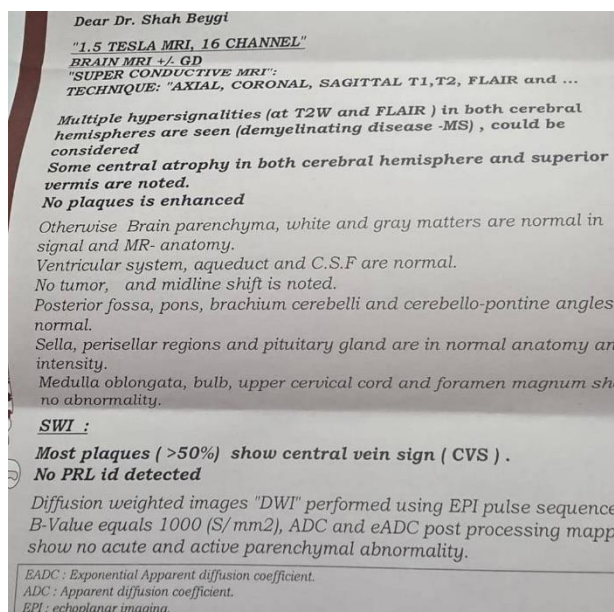 Dear Dr. Shah Beygi
"1.5 TESLA MRI, 16 CHANNEL"
BRAIN MRI +/- GD
"SUPER CONDUCTIVE MRI":
TECHNIQUE: "AXIAL, CORONAL, SAGITTAL T1,T2, FLAIR and ...
Multiple hypersignalities (at T2W and FLAIR ) in both cerebral
hemispheres are seen (demyelinating disease -MS) , could be
considered
Some central atrophy in both cerebral hemisphere and superior
vermis are noted.
No plaques is enhanced
Otherwise Brain parenchyma, white and gray matters are normal in
signal and MR- anatomy.
Ventricular system, aqueduct and C.S.F are normal.
No tumor, and midline shift is noted.
Posterior fossa, pons, brachium cerebelli and cerebello-pontine angles
normal.
Sella, perisellar regions and pituitary gland are in normal anatomy an
intensity.
Medulla oblongata, bulb, upper cervical cord and foramen magnum sh
no abnormality.
SWI :
Most plaques ( >50%) show central vein sign ( CVS ) .
No PRL id detected
Diffusion weighted images "DWI" performed using EPI pulse sequence
B-Value equals 1000 (S/mm2), ADC and eADC post processing mapp
show no acute and active parenchymal abnormality.
EADC : Exponential Apparent diffusion coefficient.
ADC : Apparent diffusion coefficient.
EPI : echoplanar imaging.